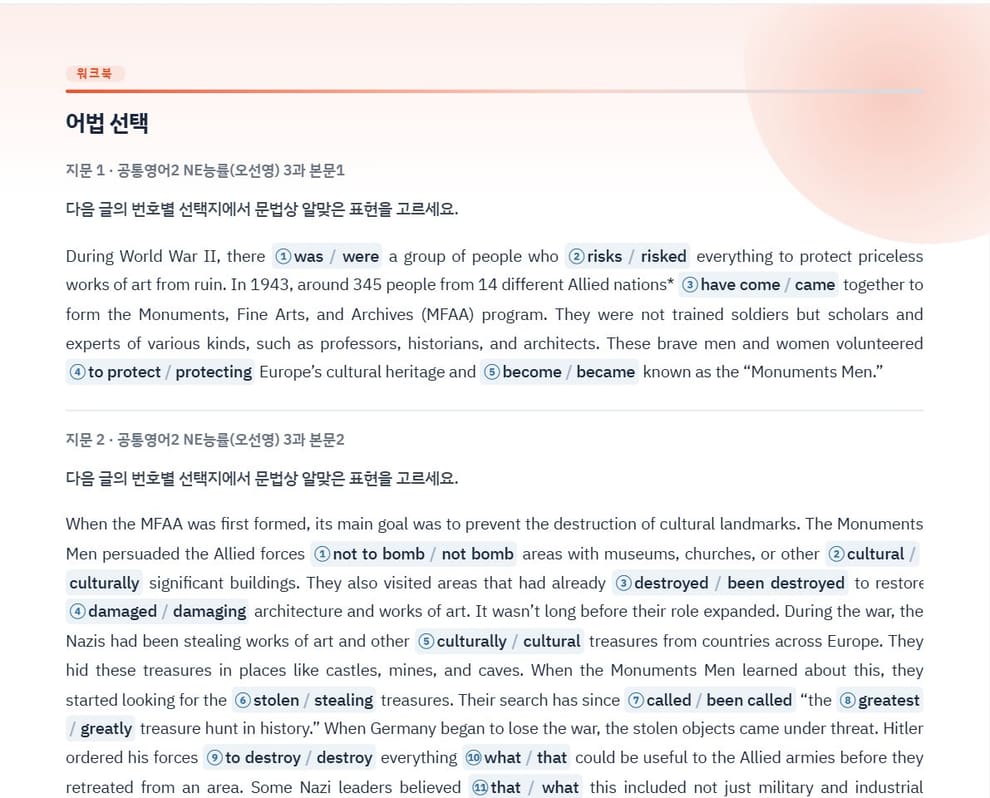 워크북
어법 선택
지문 1 · 공통영어2 NE능률(오선영) 3과 본문1
다음 글의 번호별 선택지에서 문법상 알맞은 표현을 고르세요.
During World War II, there ①was / were a group of people who ②risks / risked everything to protect priceless
works of art from ruin. In 1943, around 345 people from 14 different Allied nations* ③have come / came together to
form the Monuments, Fine Arts, and Archives (MFAA) program. They were not trained soldiers but scholars and
experts of various kinds, such as professors, historians, and architects. These brave men and women volunteered
④to protect / protecting Europe’s cultural heritage and ⑤become / became known as the “Monuments Men.”
지문 2 · 공통영어2 NE능률(오선영) 3과 본문2
다음 글의 번호별 선택지에서 문법상 알맞은 표현을 고르세요.
When the MFAA was first formed, its main goal was to prevent the destruction of cultural landmarks. The Monuments
Men persuaded the Allied forces ①not to bomb / not bomb areas with museums, churches, or other ②cultural /
culturally significant buildings. They also visited areas that had already ③destroyed / been destroyed to restore
④damaged / damaging architecture and works of art. It wasn’t long before their role expanded. During the war, the
Nazis had been stealing works of art and other ⑤culturally / cultural treasures from countries across Europe. They
hid these treasures in places like castles, mines, and caves. When the Monuments Men learned about this, they
started looking for the ⑥stolen / stealing treasures. Their search has since ⑦called / been called “the ⑧greatest
/ greatly treasure hunt in history.” When Germany began to lose the war, the stolen objects came under threat. Hitler
ordered his forces ⑨to destroy / destroy everything ⑩what / that could be useful to the Allied armies before they
retreated from an area. Some Nazi leaders believed ⑪that / what this included not just military and industrial